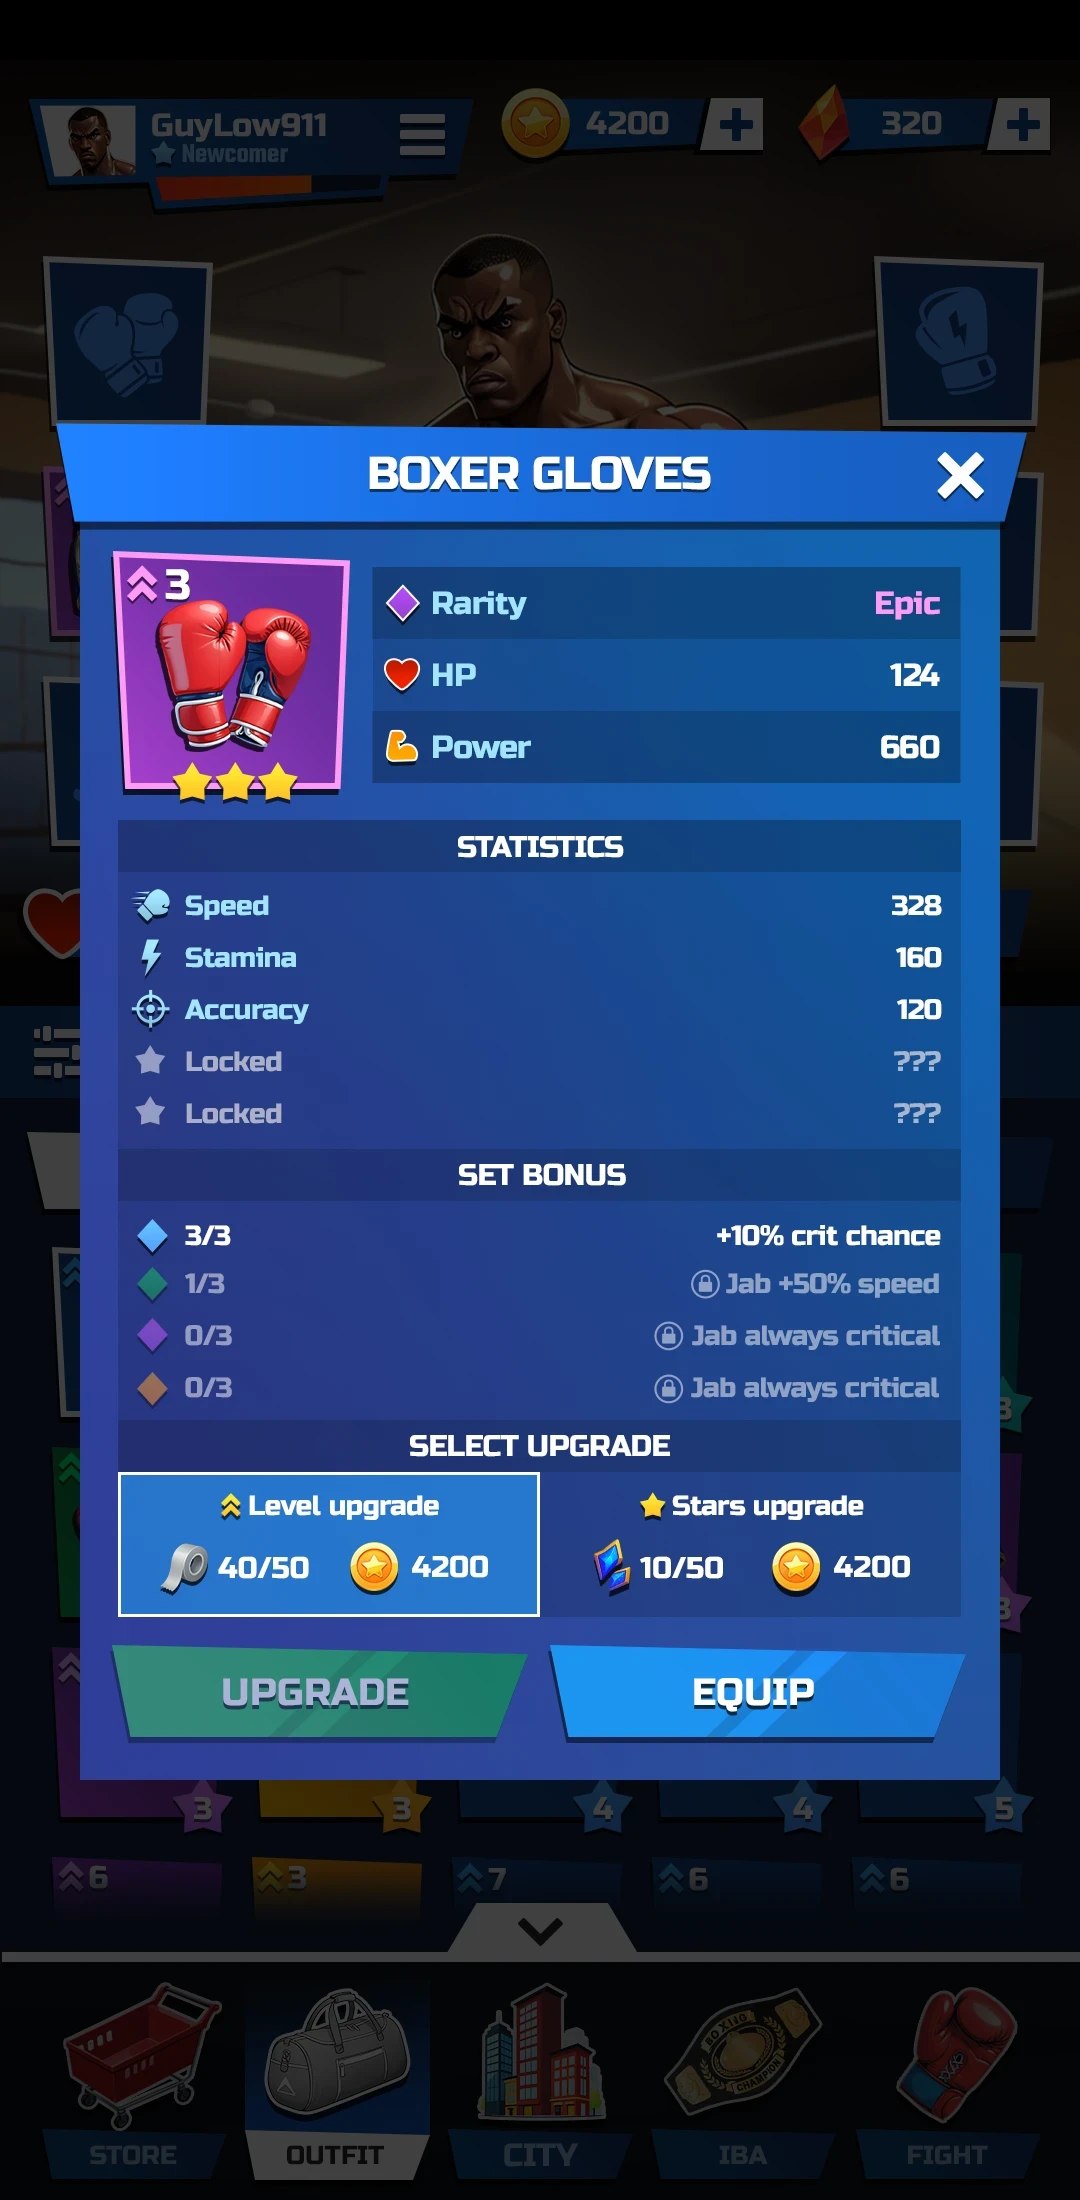 GuyLow911
Newcomer
4200
320
BOXER GLOVES
3
Rarity Epic
HP 124
Power 660
STATISTICS
Speed 328
Stamina 160
Accuracy 120
Locked ???
Locked ???
SET BONUS
3/3 +10% crit chance
1/3 Jab +50% speed
0/3 Jab always critical
0/3 Jab always critical
SELECT UPGRADE
Level upgrade
40/50 4200
Stars upgrade
10/50 4200
UPGRADE
EQUIP
3 3 4 4 5
6 3 7 6 6
BOXING
CHAMPION
STORE
OUTFIT
CITY
IBA
FIGHT